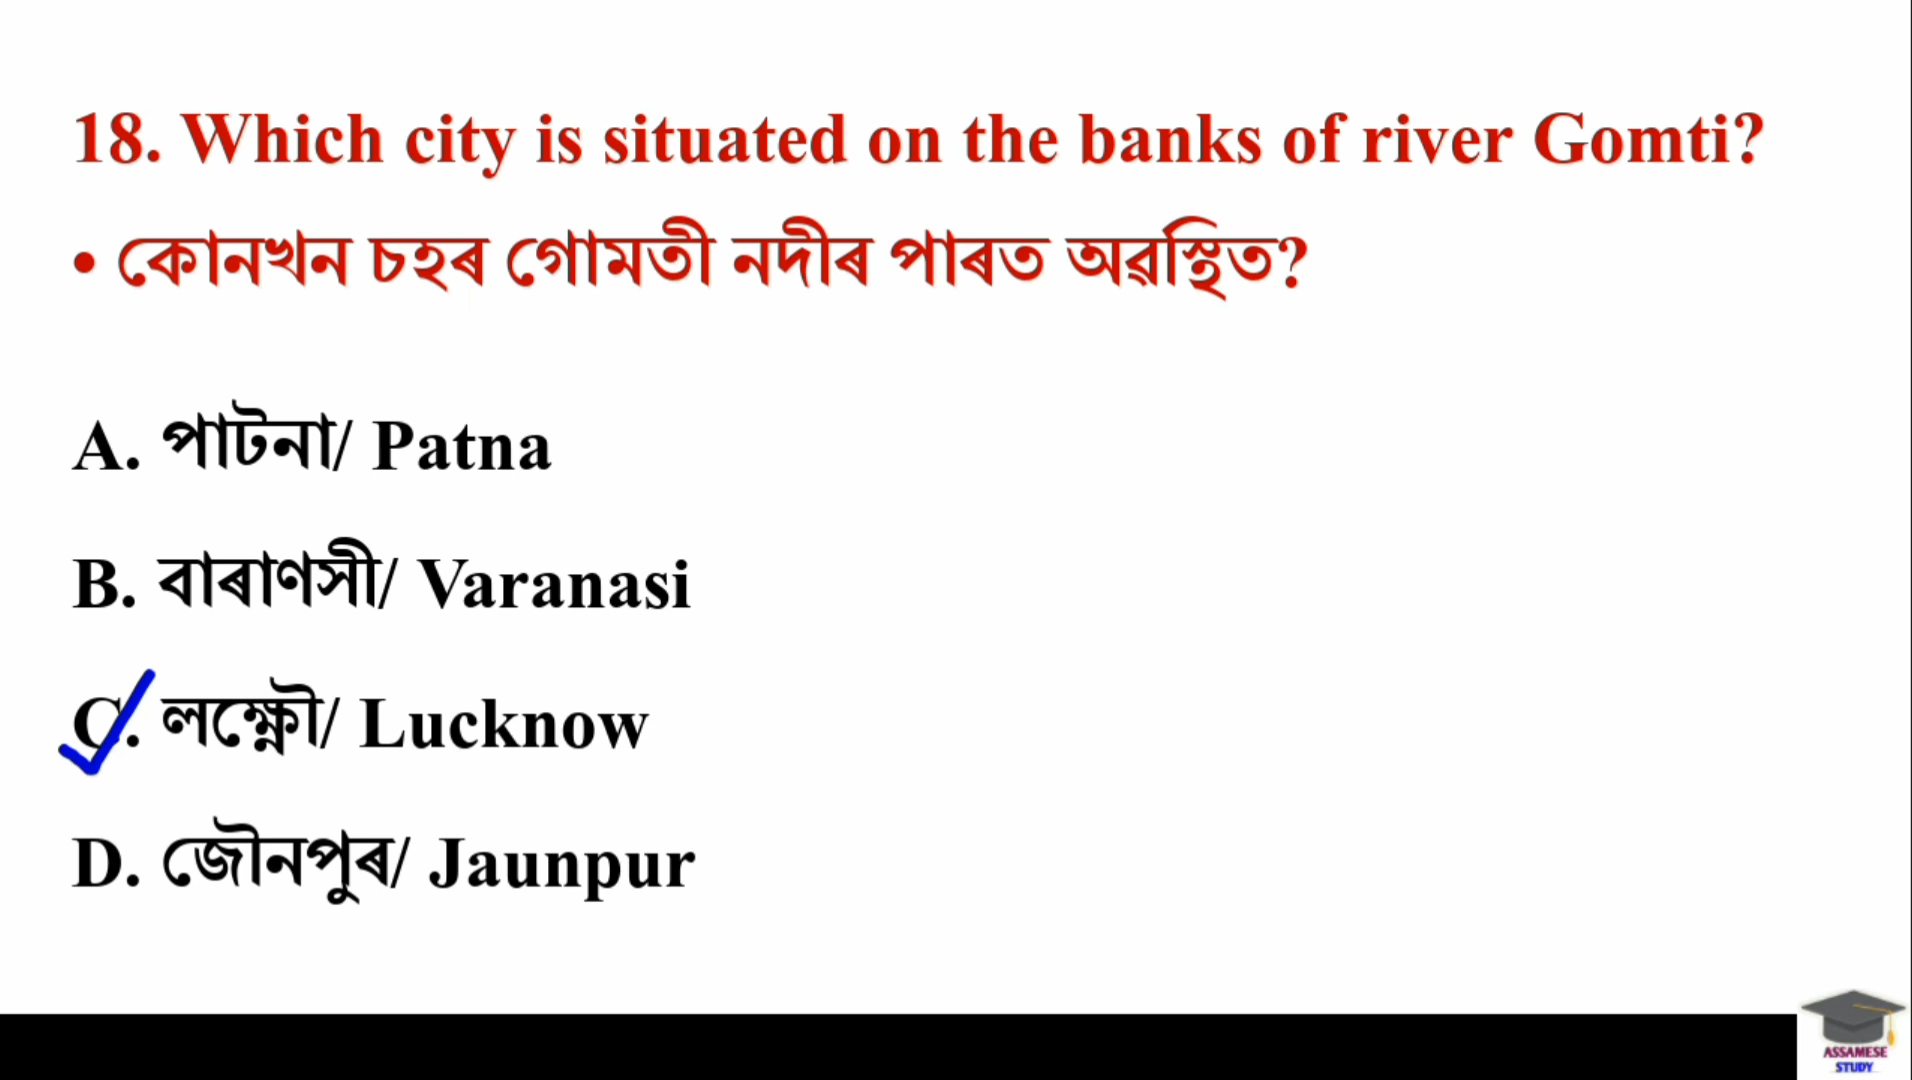 18. Which city is situated on the banks of river Gomti?
• কোনখন চহৰ গোমতী নদীৰ পাৰত অৱস্থিত?
A. পাটনা/ Patna
B. বাৰাণসী/ Varanasi
C. লক্ষ্ণৌ/ Lucknow
D. জৌনপুৰ/ Jaunpur
ASSAMESE
STUDY